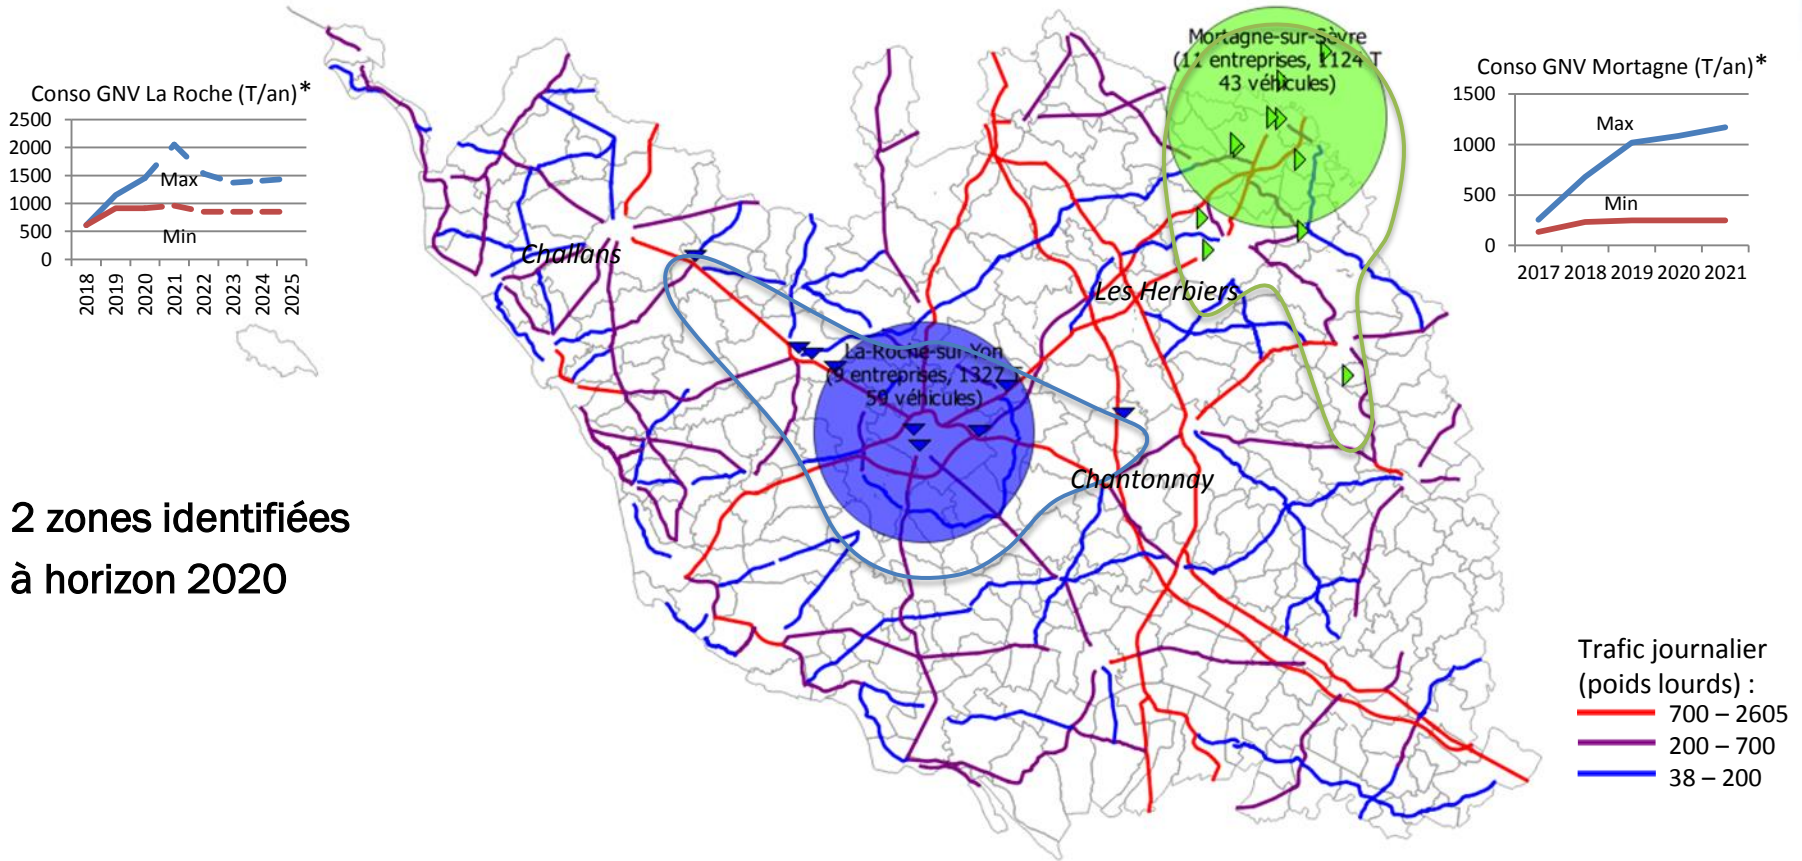 Conso GNV La Roche (T/an)*
2500
2000
1500
1000
500
0
Max
Min
2018
2019
2020
2021
2022
2023
2024
2025
Mortagne-sur-Sèvre
(11 entreprises, 1124 T
43 véhicules)
Conso GNV Mortagne (T/an)*
1500
1000
500
0
Max
Min
2017 2018 2019 2020 2021
Challans
Les Herbiers
La-Roche-sur-Yon
(9 entreprises, 1327 T
59 véhicules)
Chantonnay
2 zones identifiées
à horizon 2020
Trafic journalier
(poids lourds) :
700 – 2605
200 – 700
38 – 200